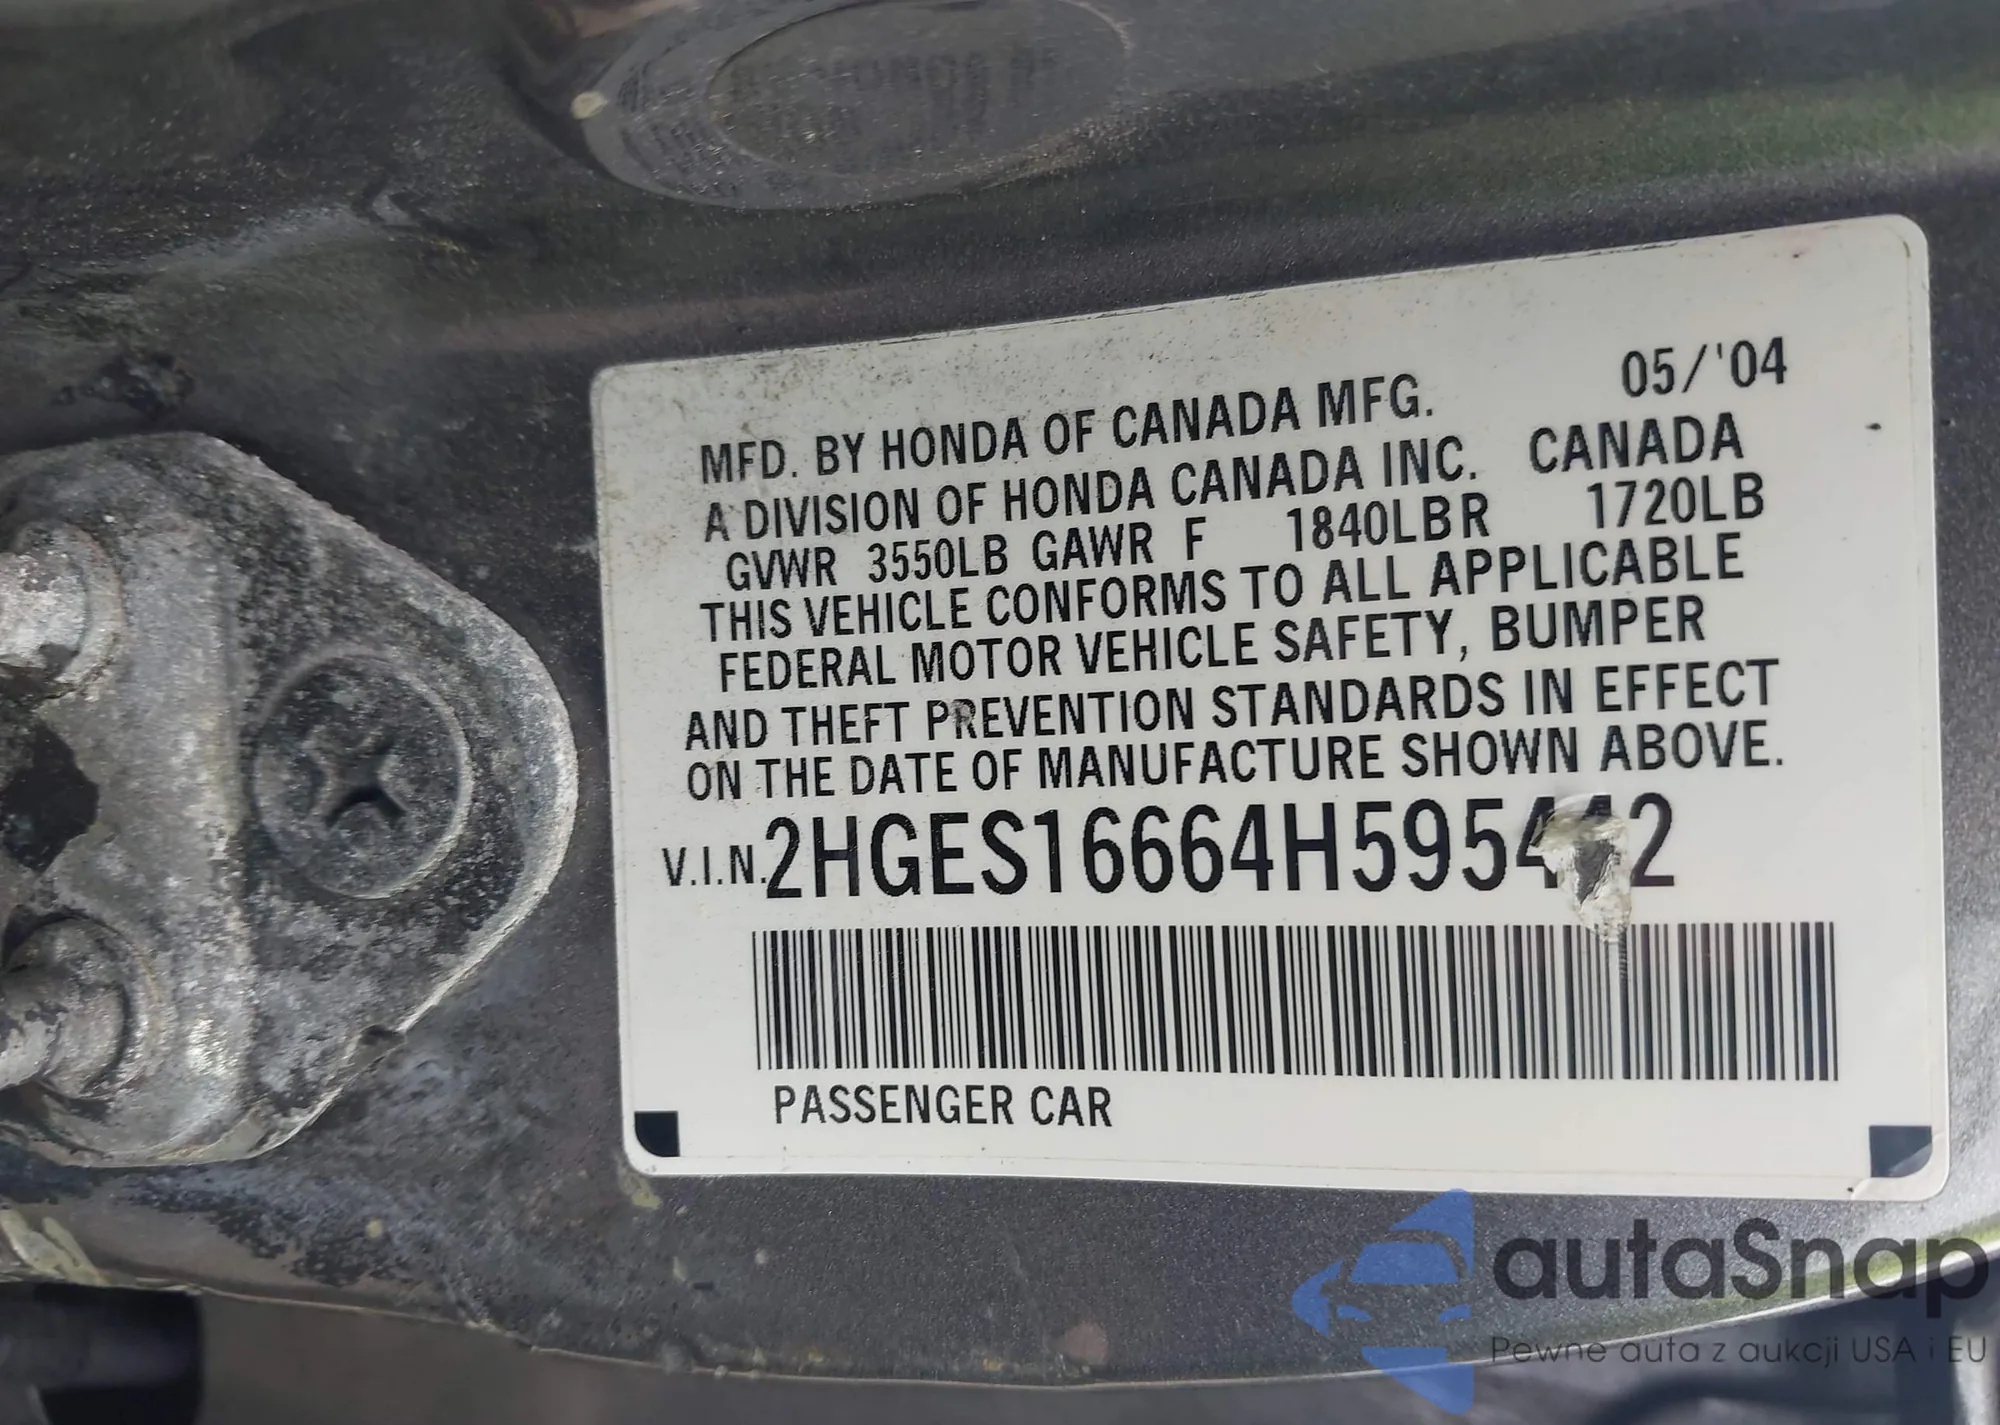 05/'04
MFD. BY HONDA OF CANADA MFG.
A DIVISION OF HONDA CANADA INC. CANADA
GVWR 3550LB GAWR F 1840LBR 1720LB
THIS VEHICLE CONFORMS TO ALL APPLICABLE
FEDERAL MOTOR VEHICLE SAFETY, BUMPER
AND THEFT PREVENTION STANDARDS IN EFFECT
ON THE DATE OF MANUFACTURE SHOWN ABOVE.
V.I.N. 2HGES16664H595442
PASSENGER CAR
autaSnap
Pewne auta z aukcji USA i EU